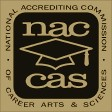 NATIONAL ACCREDITING COMMISSION
nac
cas
OF CAREER ARTS & SCIENCES